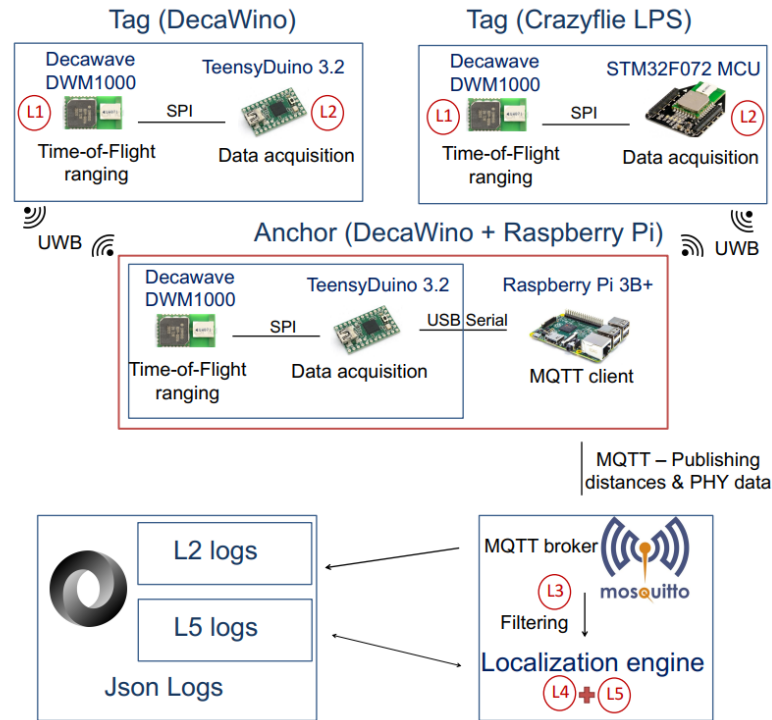 Tag (DecaWino)
Decawave
DWM1000
TeensyDuino 3.2
L1
SPI
L2
Time-of-Flight
ranging
Data acquisition
Tag (Crazyflie LPS)
Decawave
DWM1000
STM32F072 MCU
L1
SPI
L2
Time-of-Flight
ranging
Data acquisition
UWB
UWB
Anchor (DecaWino + Raspberry Pi)
Decawave
DWM1000
TeensyDuino 3.2
Raspberry Pi 3B+
SPI
USB Serial
Time-of-Flight
ranging
Data acquisition
MQTT client
MQTT – Publishing
distances & PHY data
L2 logs
L5 logs
Json Logs
MQTT broker
mosquitto
L3
Filtering
Localization engine
L4
L5